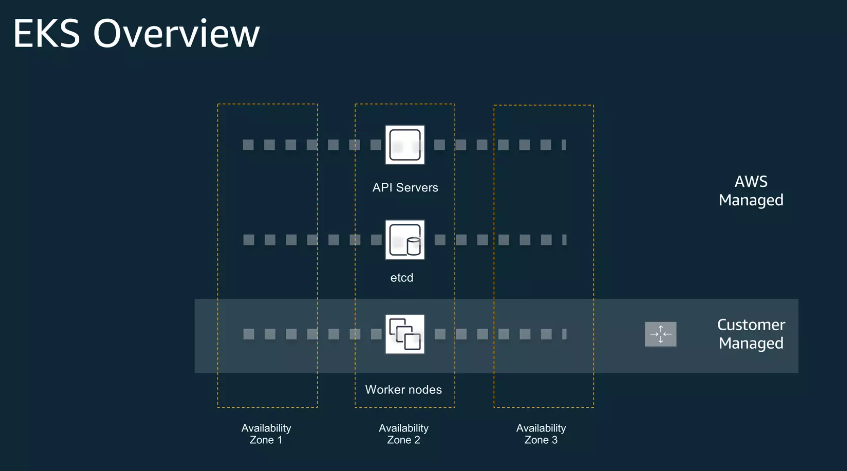 EKS Overview
API Servers
AWS
Managed
etcd
Customer
Managed
Worker nodes
Availability
Zone 1
Availability
Zone 2
Availability
Zone 3